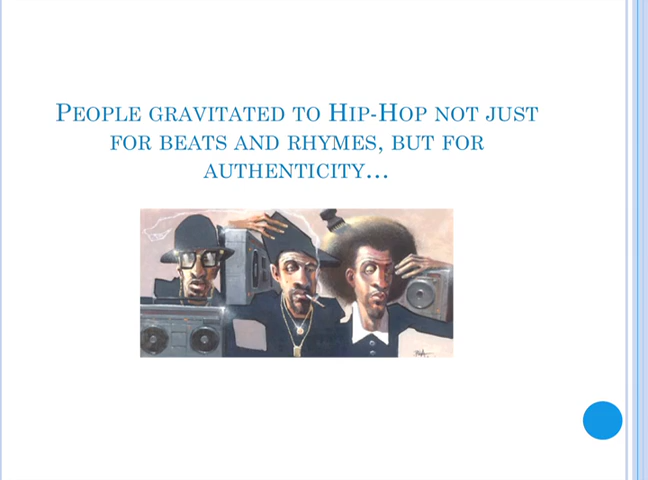 People gravitated to Hip-Hop not just
for beats and rhymes, but for
authenticity...